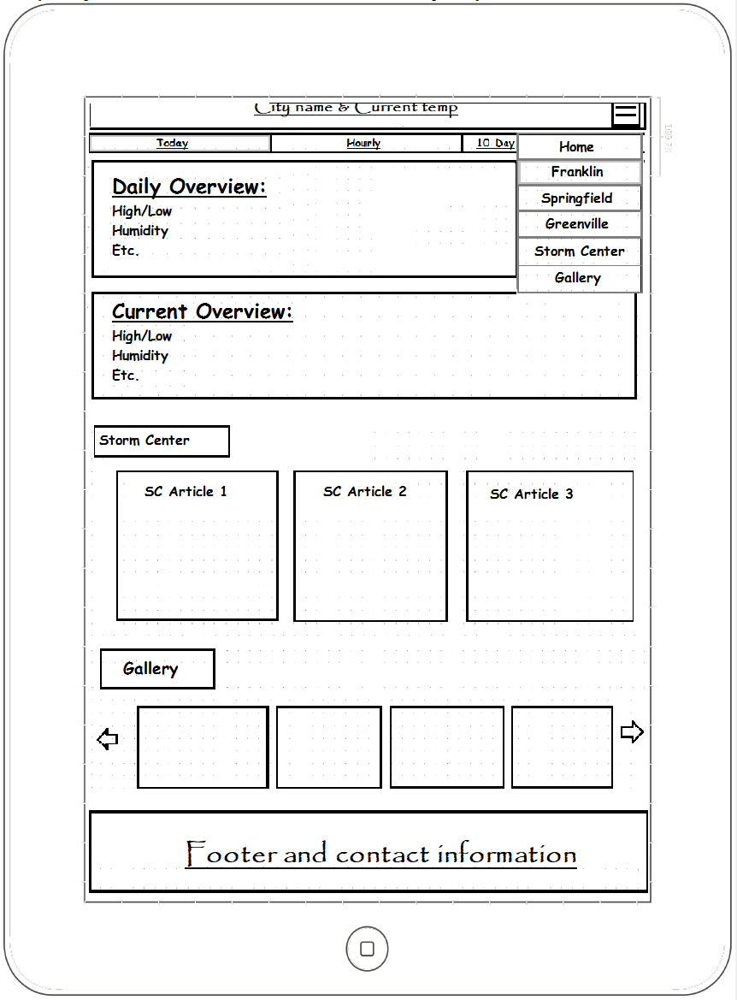 City name & Current temp
Today Hourly 10 Day
Home
Franklin
Springfield
Greenville
Storm Center
Gallery
Daily Overview:
High/Low
Humidity
Etc.
Current Overview:
High/Low
Humidity
Etc.
Storm Center
SC Article 1 SC Article 2 SC Article 3
Gallery
Footer and contact information